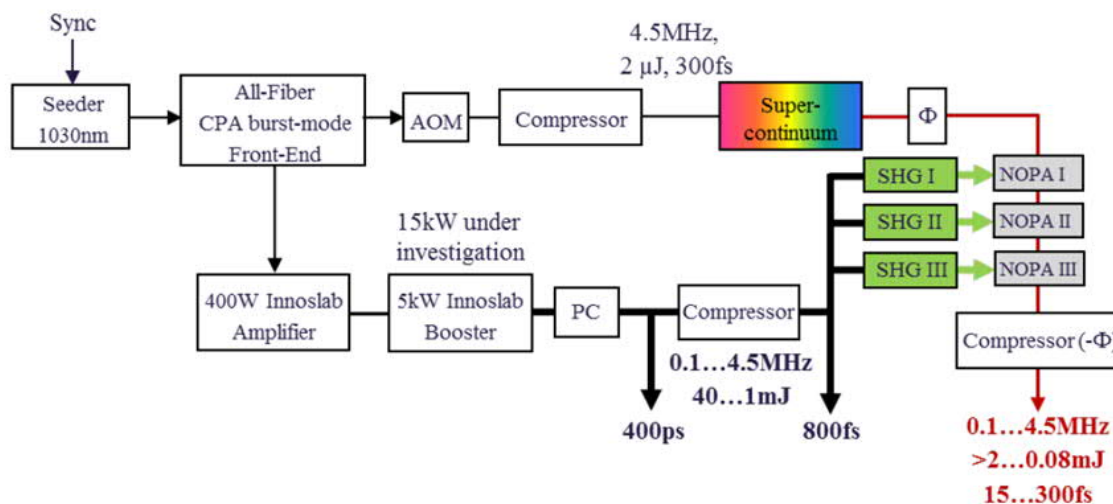 Sync
Seeder
1030nm
All-Fiber
CPA burst-mode
Front-End
AOM
Compressor
4.5MHz,
2 μJ, 300fs
Super-
continuum
Φ
SHG I
NOPA I
SHG II
NOPA II
SHG III
NOPA III
15kW under
investigation
400W Innoslab
Amplifier
5kW Innoslab
Booster
PC
Compressor
0.1…4.5MHz
40…1mJ
400ps
800fs
Compressor (-Φ)
0.1…4.5MHz
>2…0.08mJ
15…300fs